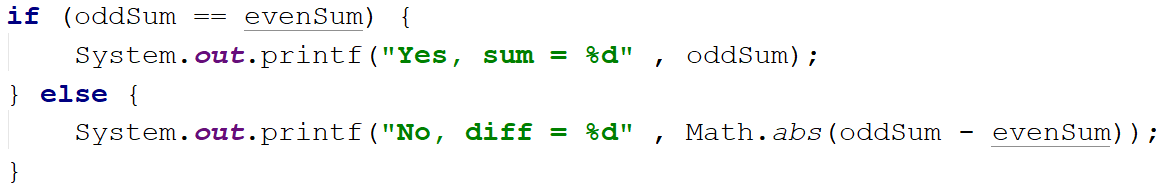 if (oddSum == evenSum) {
    System.out.printf("Yes, sum = %d" , oddSum);
} else {
    System.out.printf("No, diff = %d" , Math.abs(oddSum - evenSum));
}